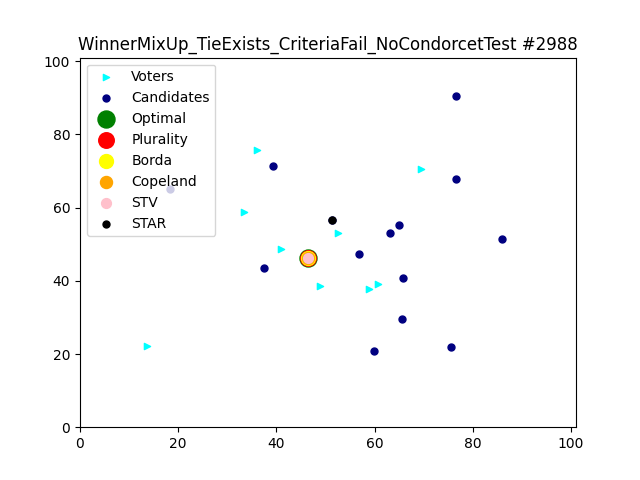 WinnerMixUp_TieExists_CriteriaFail_NoCondorcetTest #2988
100
80
60
40
20
0
Voters
Candidates
Optimal
Plurality
Borda
Copeland
STV
STAR
0 20 40 60 80 100